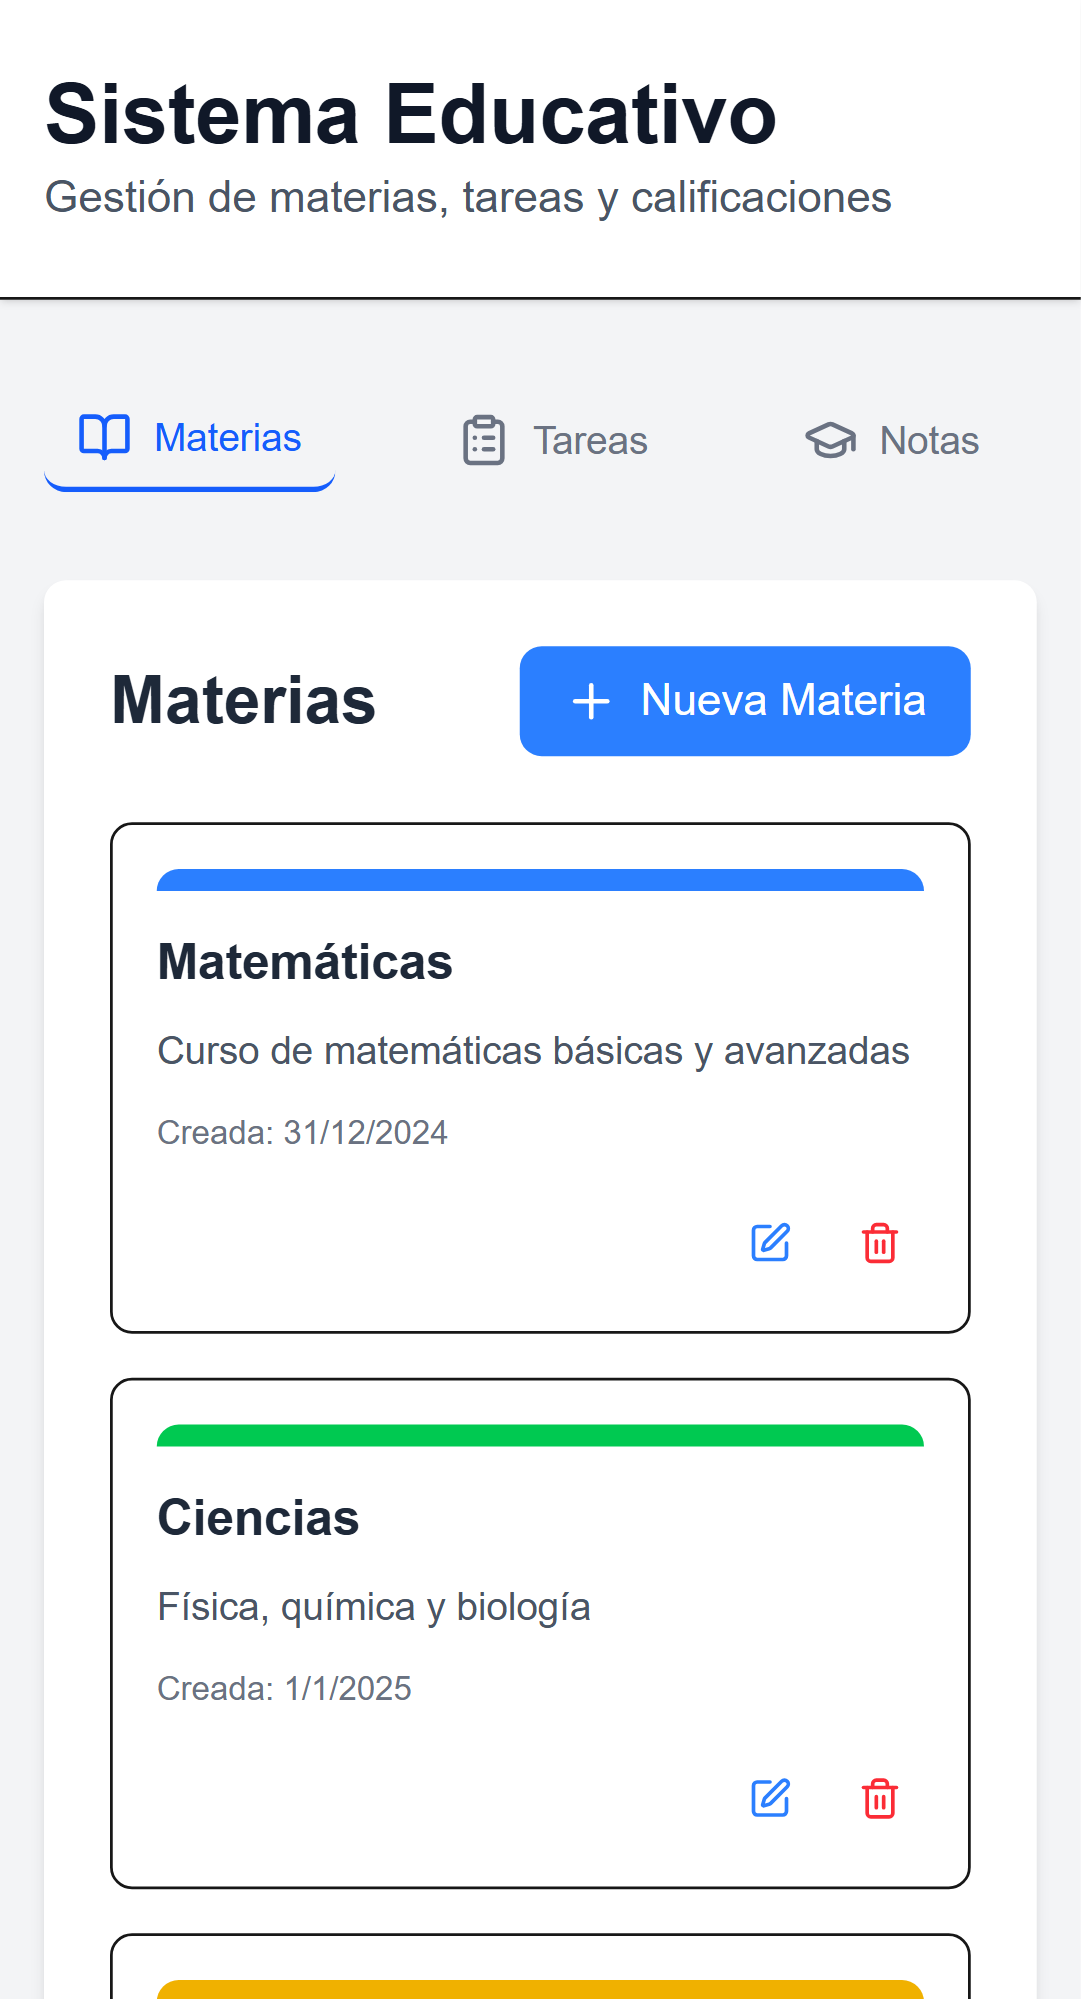 Sistema Educativo
Gestión de materias, tareas y calificaciones
Materias
Tareas
Notas
Materias
Nueva Materia
Matemáticas
Curso de matemáticas básicas y avanzadas
Creada: 31/12/2024
Ciencias
Física, química y biología
Creada: 1/1/2025